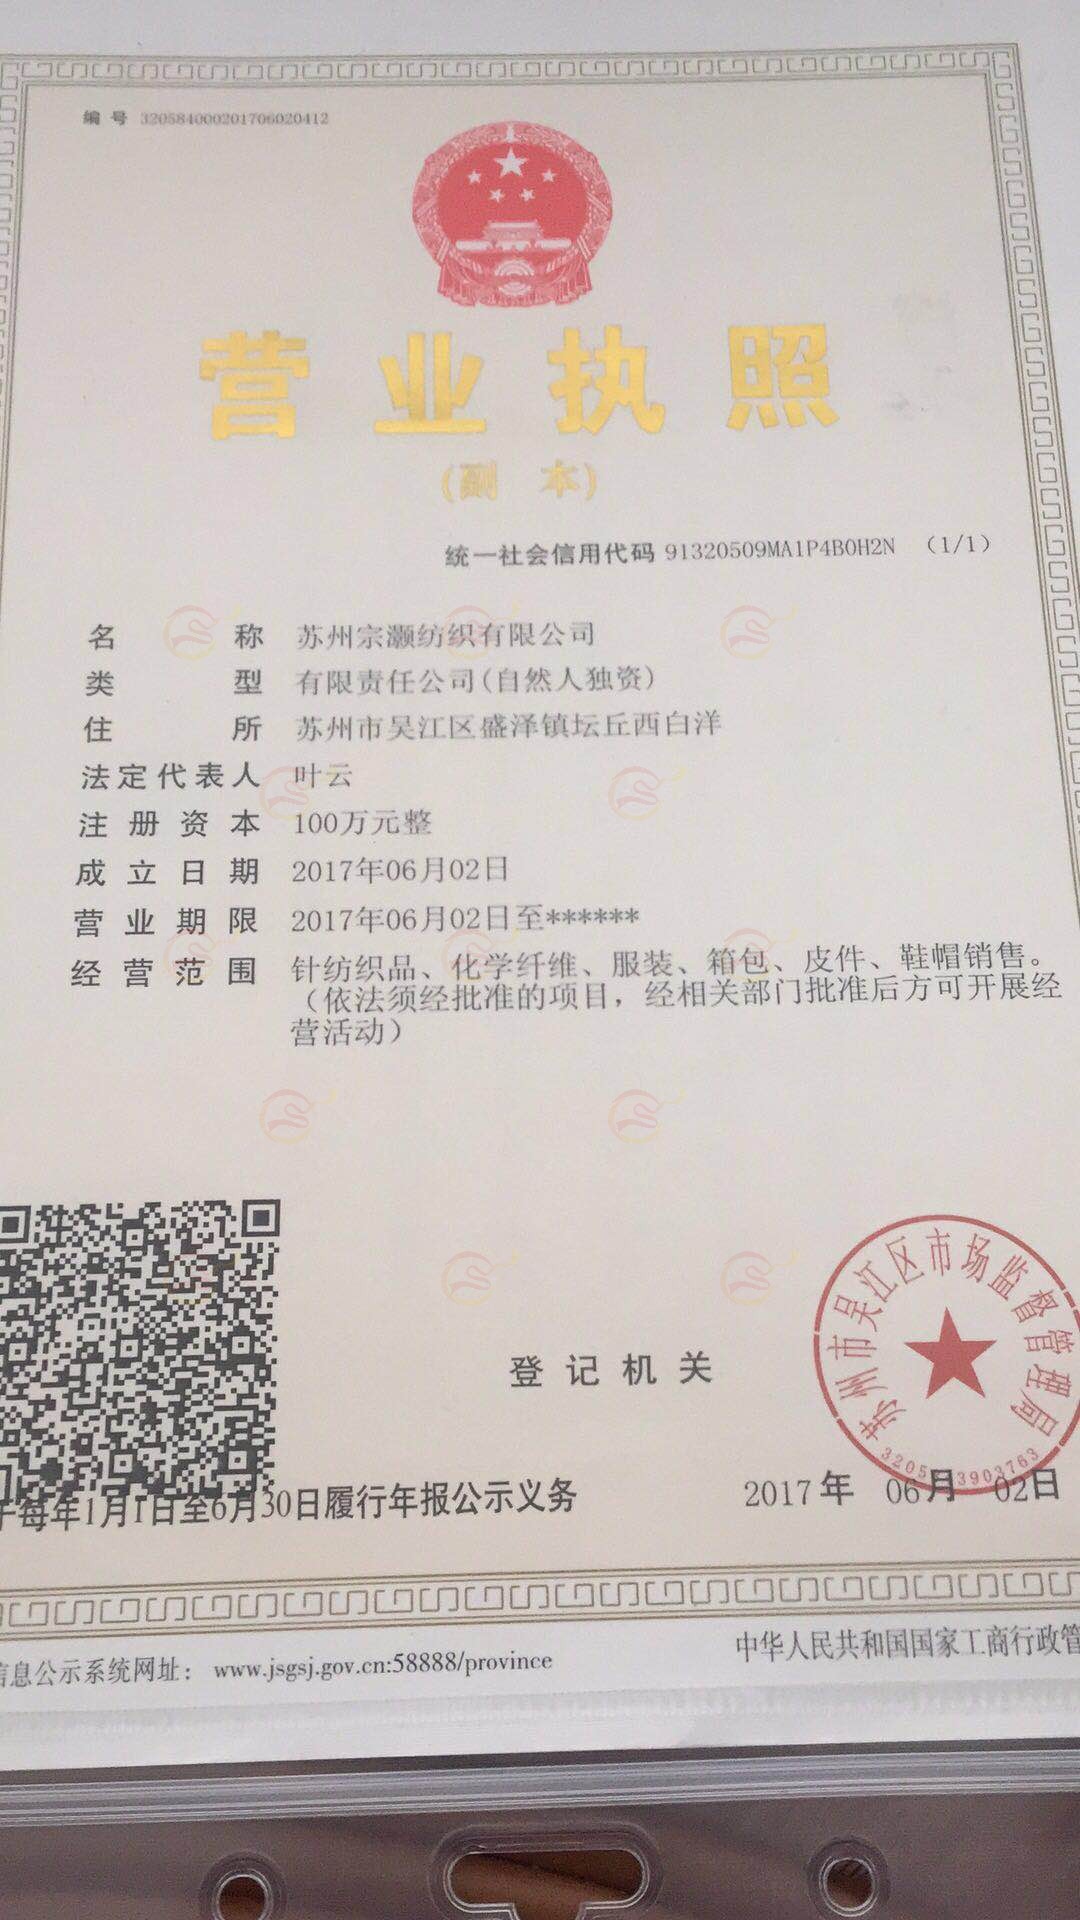 编号 320584000201706020412
营业执照
(副本)
统一社会信用代码 91320509MA1P4B0H2N (1/1)
名称 苏州宗灏纺织有限公司
类型 有限责任公司(自然人独资)
住所 苏州市吴江区盛泽镇坛丘西白洋
法定代表人 叶云
注册资本 100万元整
成立日期 2017年06月02日
营业期限 2017年06月02日至******
经营范围 针纺织品、化学纤维、服装、箱包、皮件、鞋帽销售。
（依法须经批准的项目，经相关部门批准后方可开展经
营活动）
苏州市吴江区市场监督管理局
登记机关
于每年1月1日至6月30日履行年报公示义务
2017年 06月 02日
信息公示系统网址： www.jsgsj.gov.cn:58888/province
中华人民共和国国家工商行政管